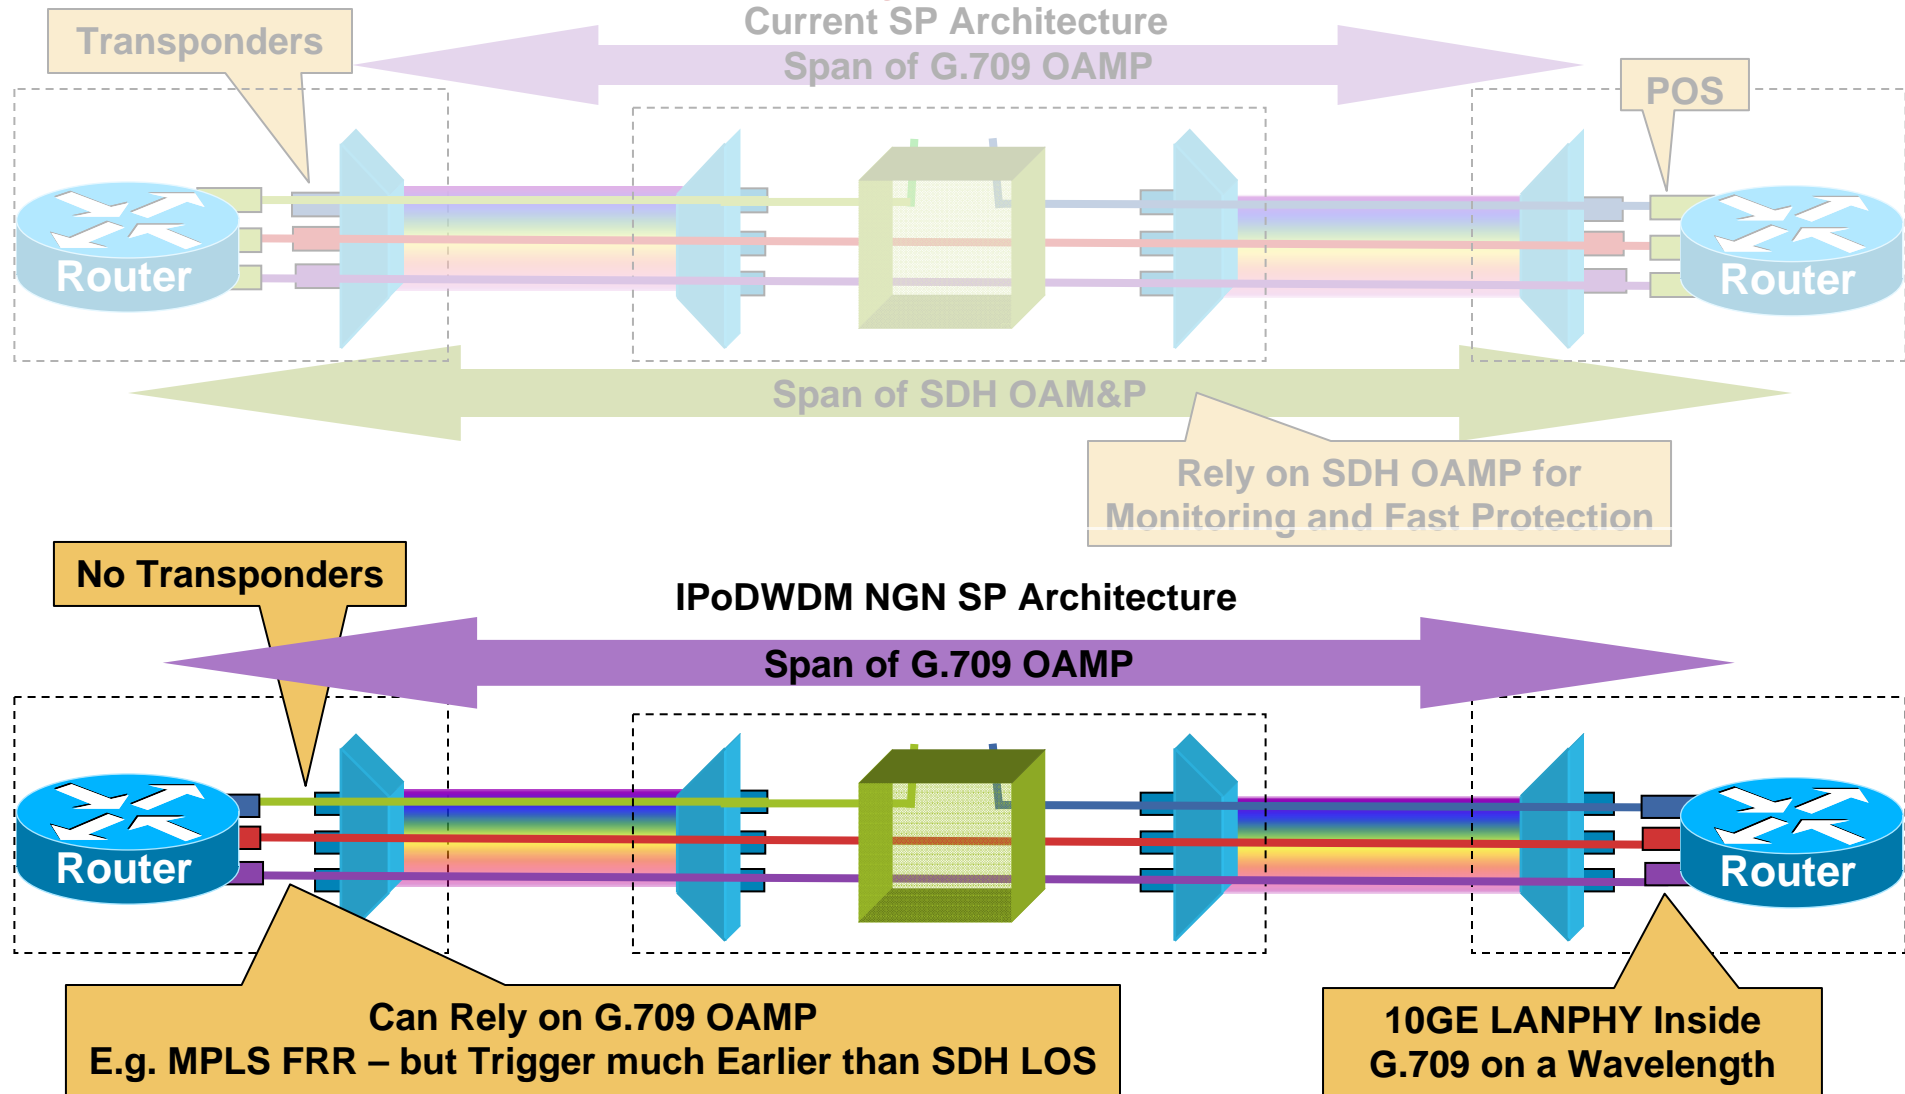 Current SP Architecture
Transponders
Span of G.709 OAMP
POS
Router
Router
Span of SDH OAM&P
Rely on SDH OAMP for
Monitoring and Fast Protection
No Transponders
IPoDWDM NGN SP Architecture
Span of G.709 OAMP
Router
Router
Can Rely on G.709 OAMP
E.g. MPLS FRR – but Trigger much Earlier than SDH LOS
10GE LANPHY Inside
G.709 on a Wavelength